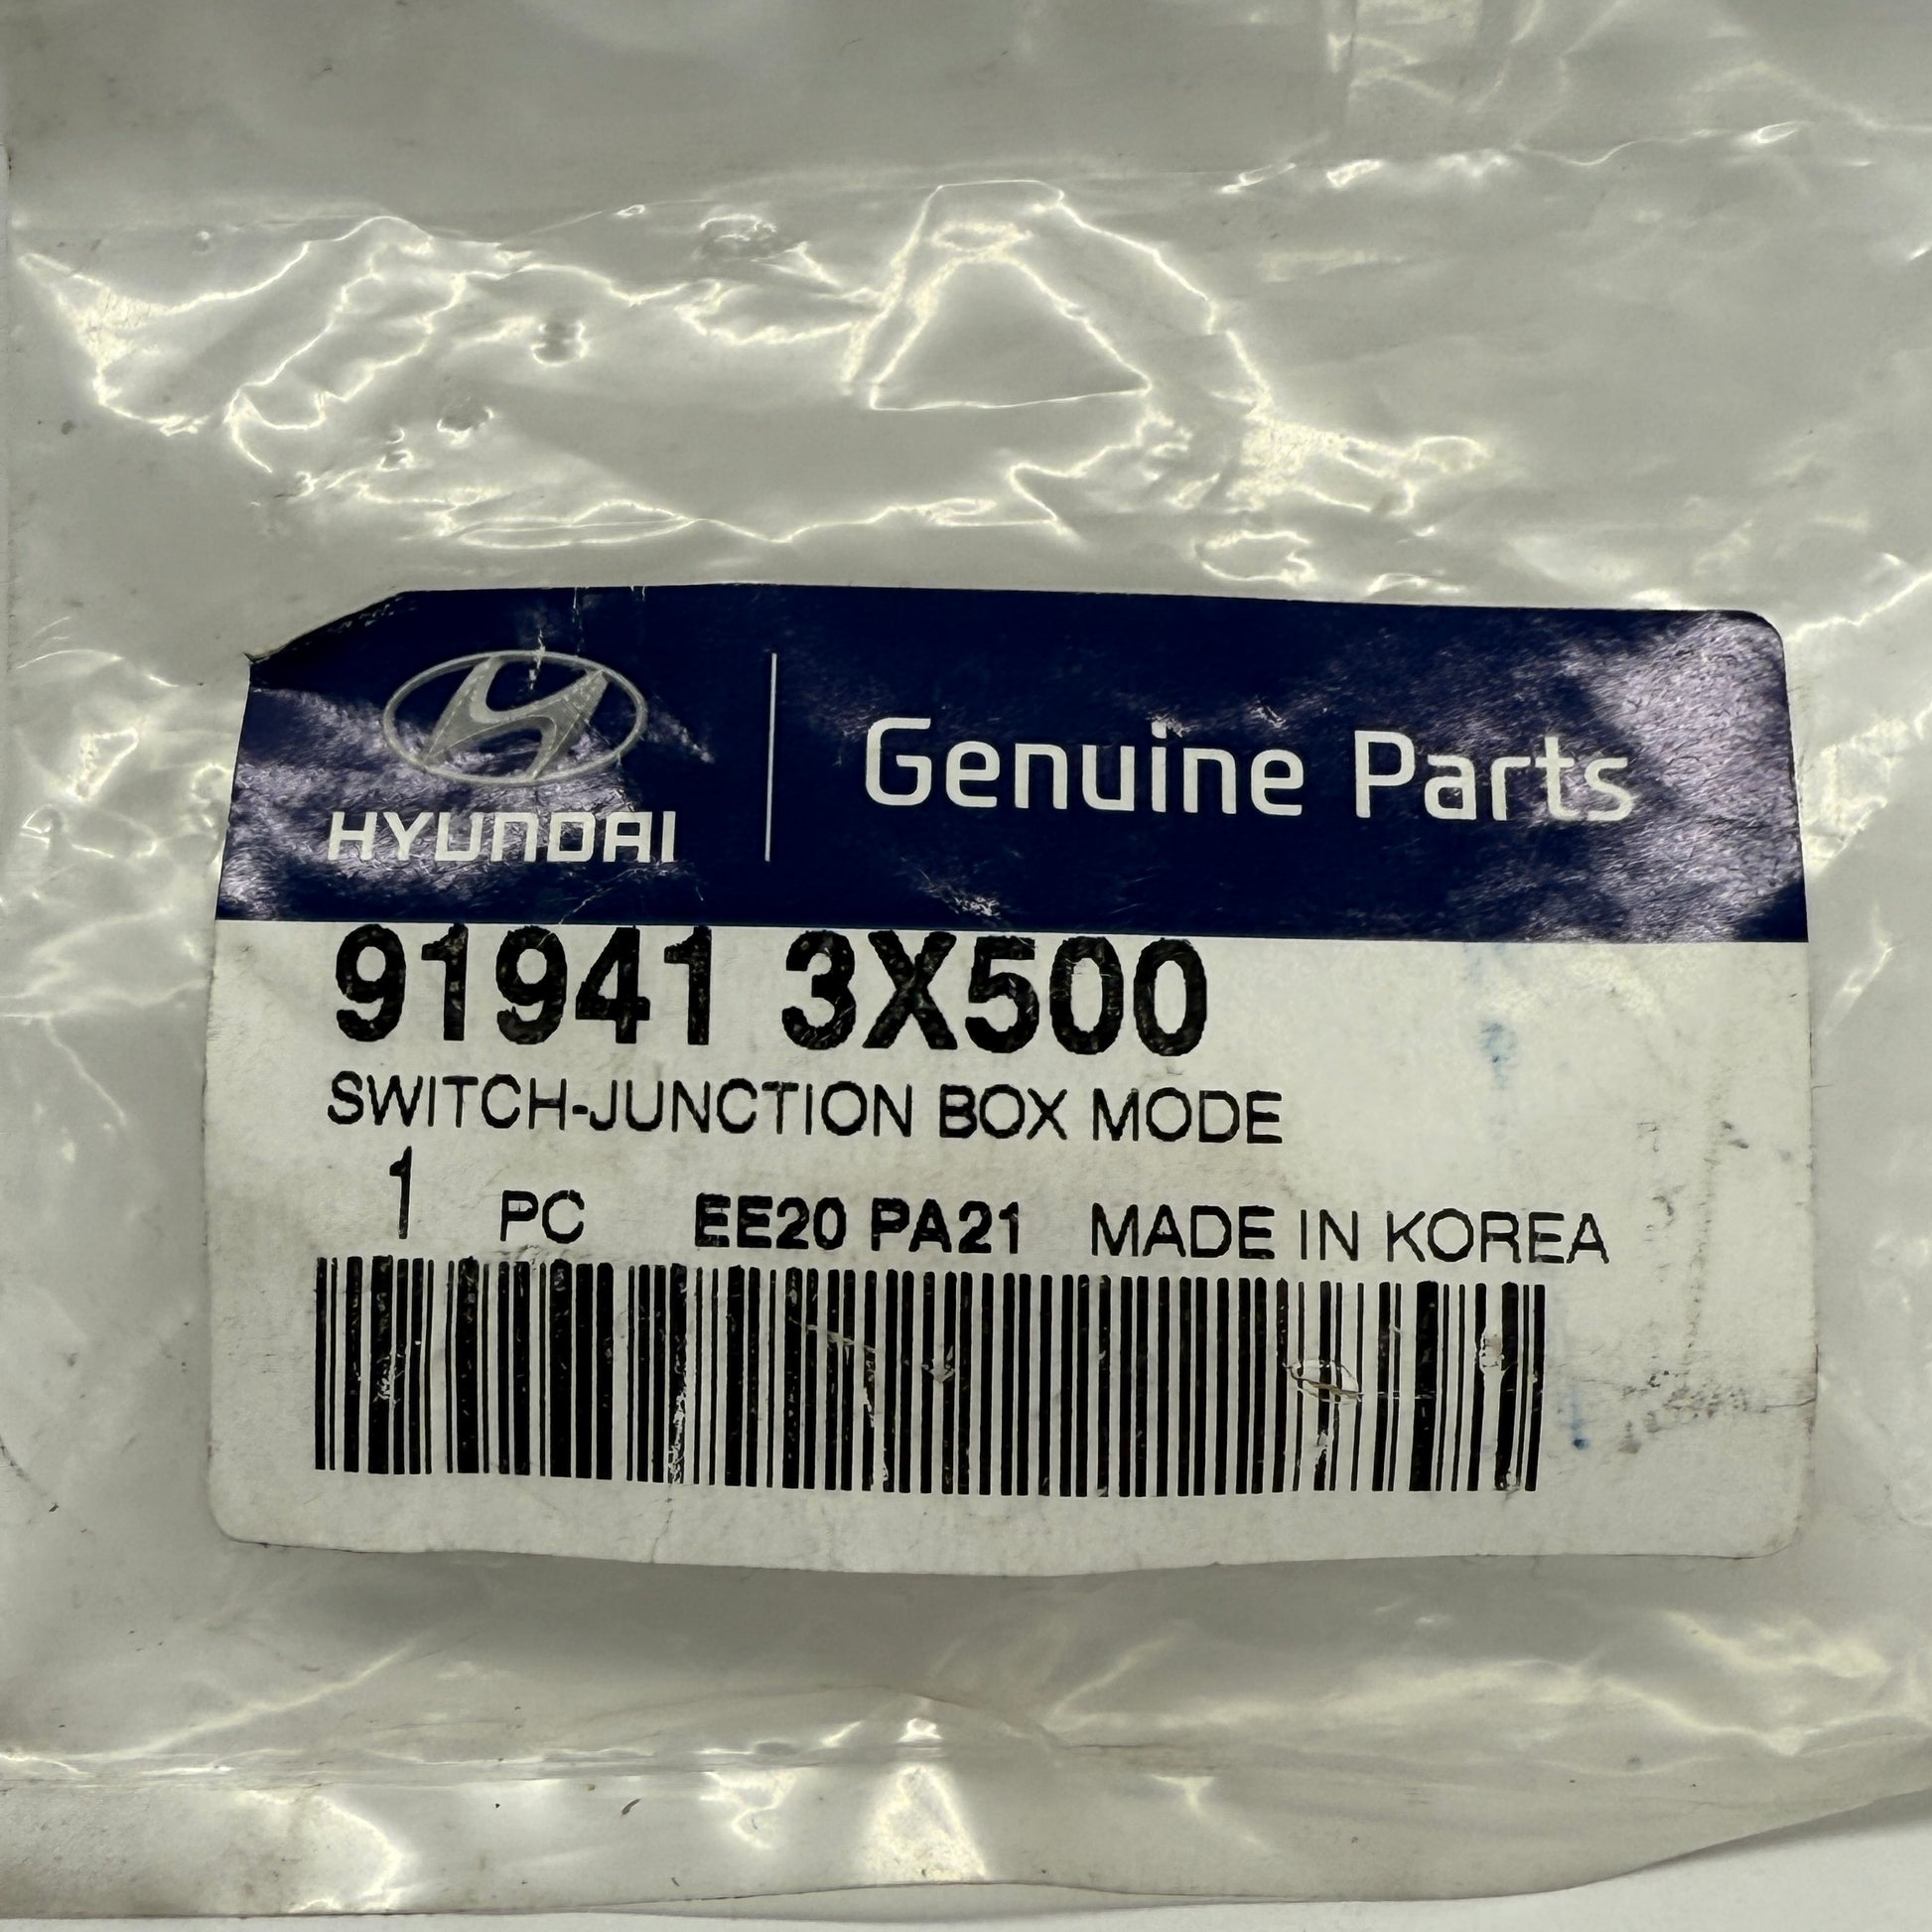 HYUNDAI
Genuine Parts
91941 3X500
SWITCH-JUNCTION BOX MODE
1 PC EE20 PA21 MADE IN KOREA